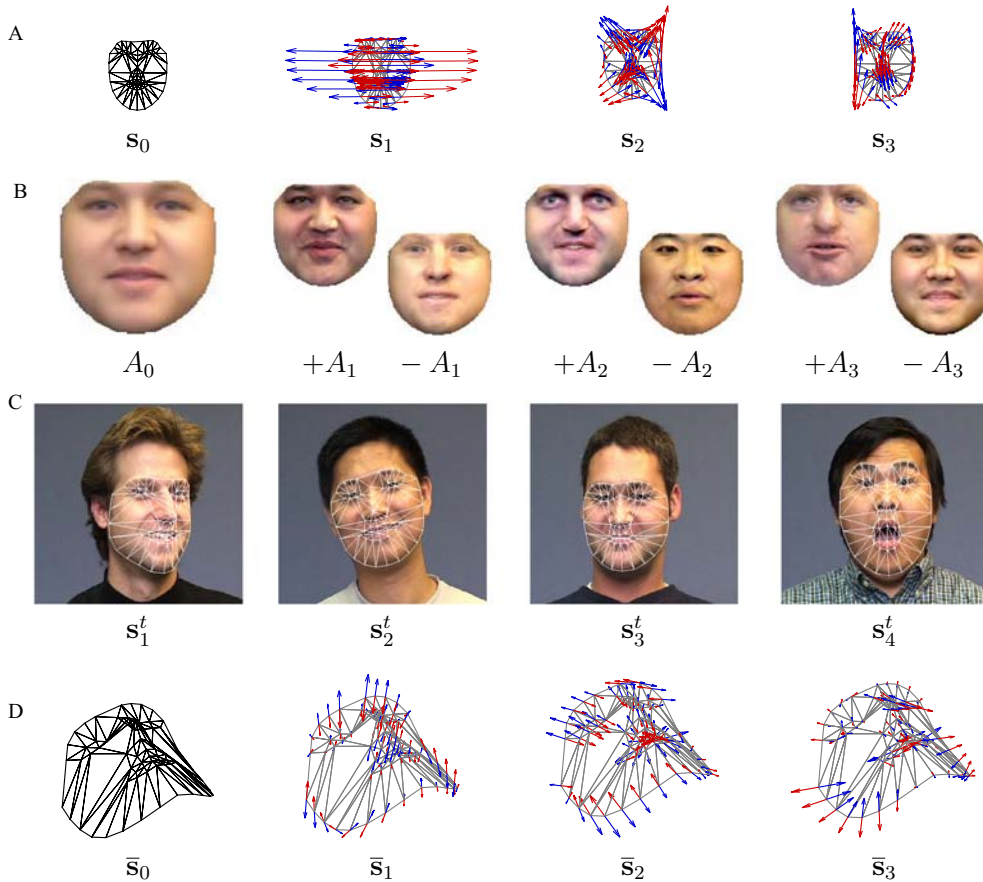 A
s₀ s₁ s₂ s₃
B
A₀ +A₁ − A₁ +A₂ − A₂ +A₃ − A₃
C
s₁ᵗ s₂ᵗ s₃ᵗ s₄ᵗ
D
s̄₀ s̄₁ s̄₂ s̄₃